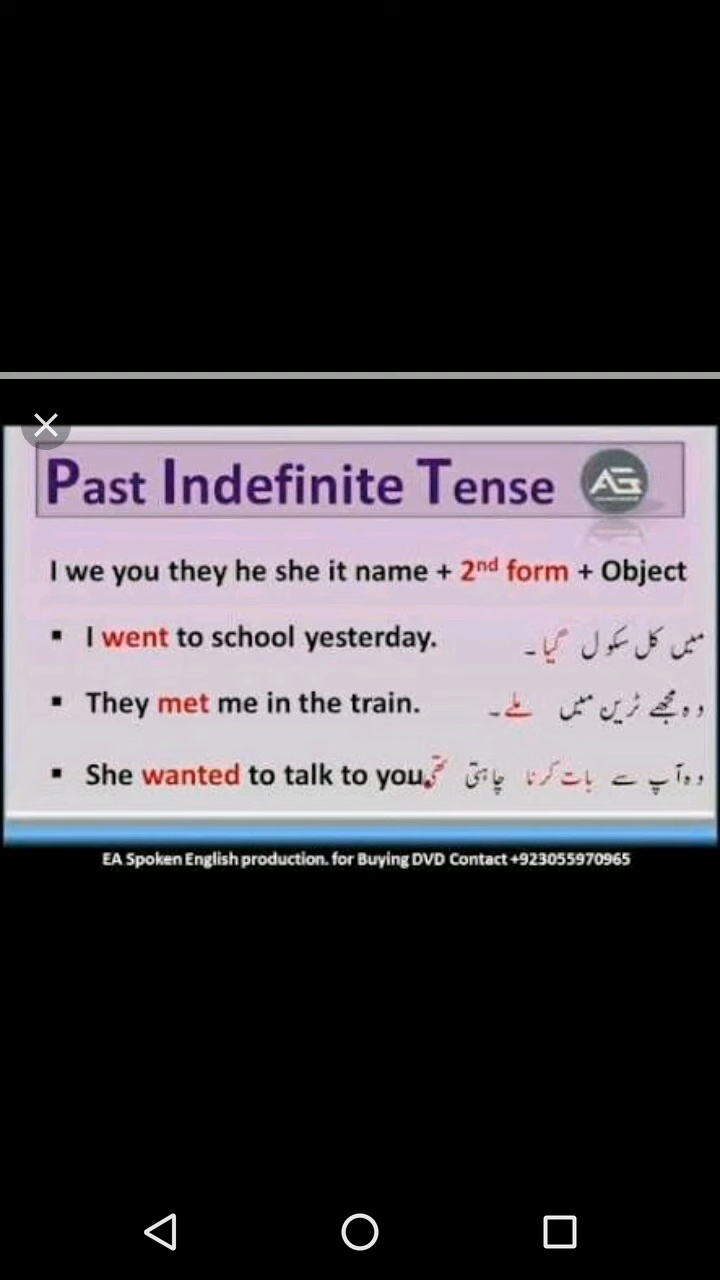 Past Indefinite Tense AG
I we you they he she it name + 2nd form + Object
▪ I went to school yesterday. میں کل سکول گیا۔
▪ They met me in the train. وہ مجھے ٹرین میں ملے۔
▪ She wanted to talk to you. وہ آپ سے بات کرنا چاہتی تھی
EA Spoken English production. for Buying DVD Contact +923055970965